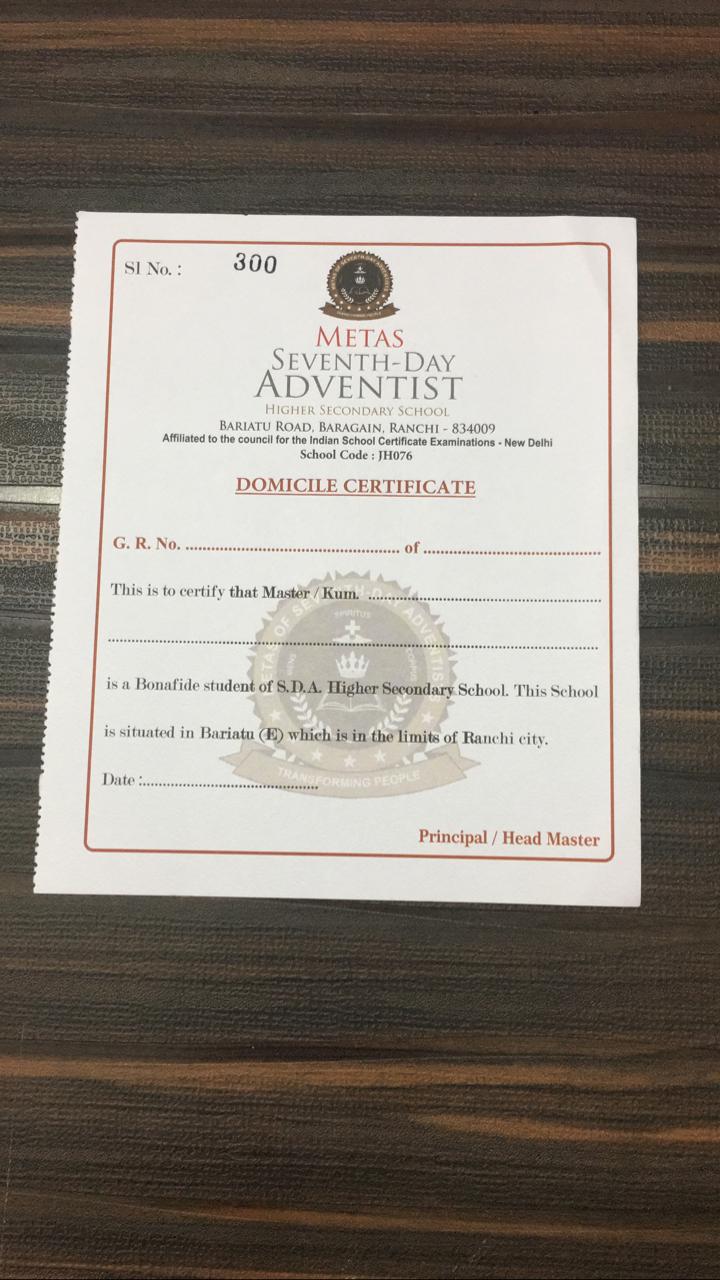 Sl No. : 300
METAS
SEVENTH-DAY
ADVENTIST
HIGHER SECONDARY SCHOOL
BARIATU ROAD, BARAGAIN, RANCHI - 834009
Affiliated to the council for the Indian School Certificate Examinations - New Delhi
School Code : JH076
DOMICILE CERTIFICATE
G. R. No. .................................................... of ...........................................
This is to certify that Master / Kum. .........................................................
........................................................................................................................
is a Bonafide student of S.D.A. Higher Secondary School. This School
is situated in Bariatu (E) which is in the limits of Ranchi city.
SPIRITUS
TRANSFORMING PEOPLE
Date :...........................................
Principal / Head Master